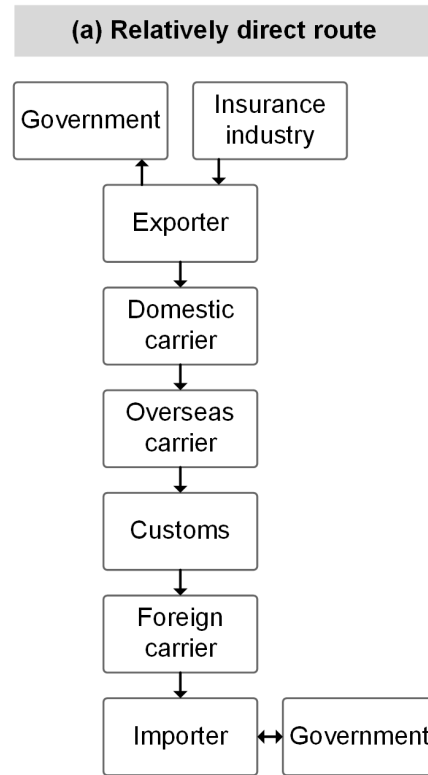 (a) Relatively direct route
Government
Insurance
industry
Exporter
Domestic
carrier
Overseas
carrier
Customs
Foreign
carrier
Importer
Government